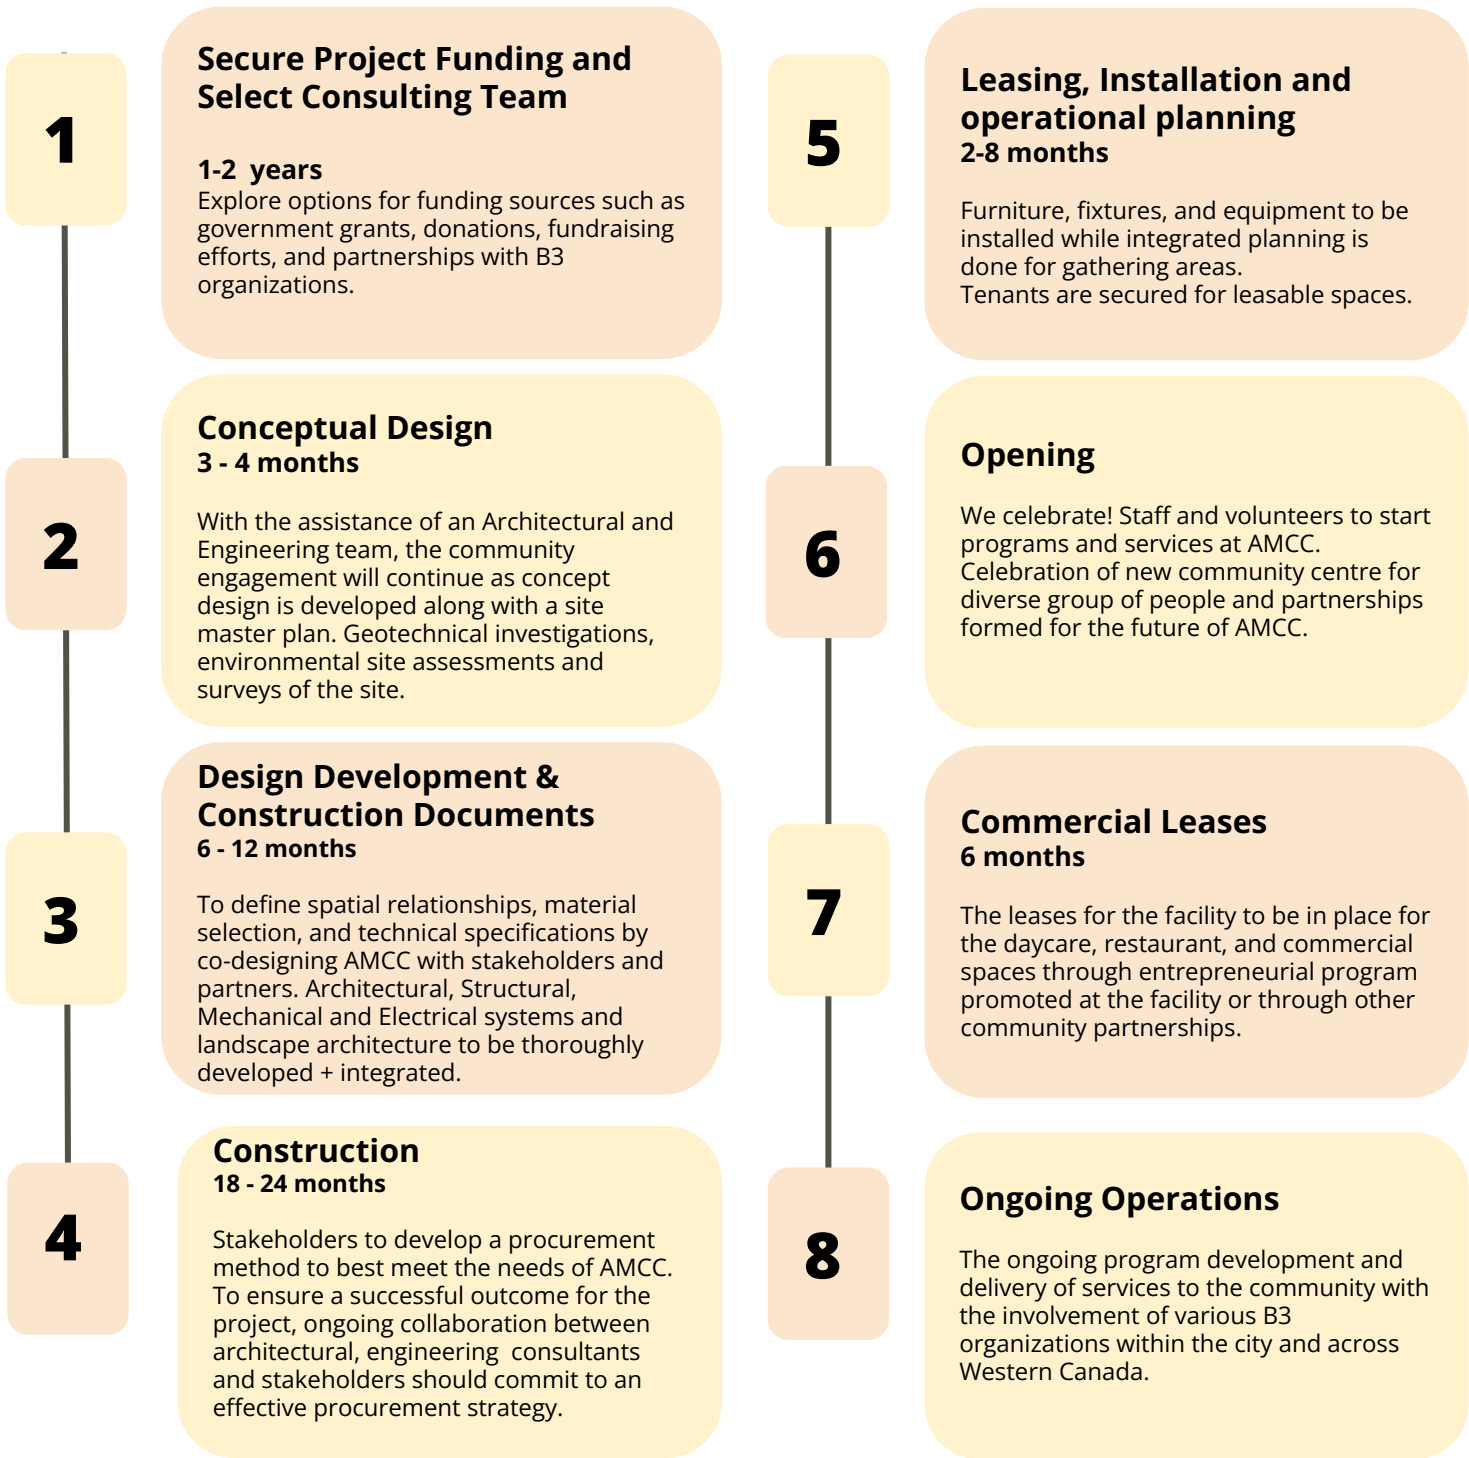 1
Secure Project Funding and
Select Consulting Team
1-2  years
Explore options for funding sources such as
government grants, donations, fundraising
efforts, and partnerships with B3
organizations.
2
Conceptual Design
3 - 4 months
With the assistance of an Architectural and
Engineering team, the community
engagement will continue as concept
design is developed along with a site
master plan. Geotechnical investigations,
environmental site assessments and
surveys of the site.
3
Design Development &
Construction Documents
6 - 12 months
To define spatial relationships, material
selection, and technical specifications by
co-designing AMCC with stakeholders and
partners. Architectural, Structural,
Mechanical and Electrical systems and
landscape architecture to be thoroughly
developed + integrated.
4
Construction
18 - 24 months
Stakeholders to develop a procurement
method to best meet the needs of AMCC.
To ensure a successful outcome for the
project, ongoing collaboration between
architectural, engineering  consultants
and stakeholders should commit to an
effective procurement strategy.
5
Leasing, Installation and
operational planning
2-8 months
Furniture, fixtures, and equipment to be
installed while integrated planning is
done for gathering areas.
Tenants are secured for leasable spaces.
6
Opening
We celebrate! Staff and volunteers to start
programs and services at AMCC.
Celebration of new community centre for
diverse group of people and partnerships
formed for the future of AMCC.
7
Commercial Leases
6 months
The leases for the facility to be in place for
the daycare, restaurant, and commercial
spaces through entrepreneurial program
promoted at the facility or through other
community partnerships.
8
Ongoing Operations
The ongoing program development and
delivery of services to the community with
the involvement of various B3
organizations within the city and across
Western Canada.